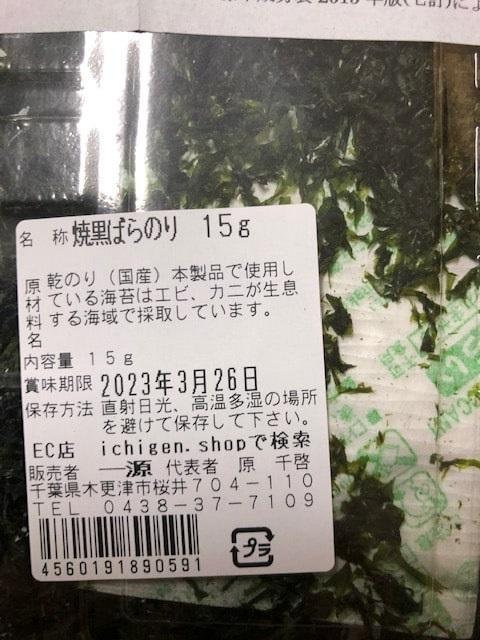 名 称 焼黒ばらのり 15g
原材料名 乾のり（国産）本製品で使用し
ている海苔はエビ、カニが生息
する海域で採取しています。
内容量 15g
賞味期限 2023年3月26日
保存方法 直射日光、高温多湿の場所
を避けて保存して下さい。
EC店 ichigen.shopで検索
販売者 一源 代表者 原 千啓
千葉県木更津市桜井704-110
TEL 0438-37-7109
4560191890591
プラ